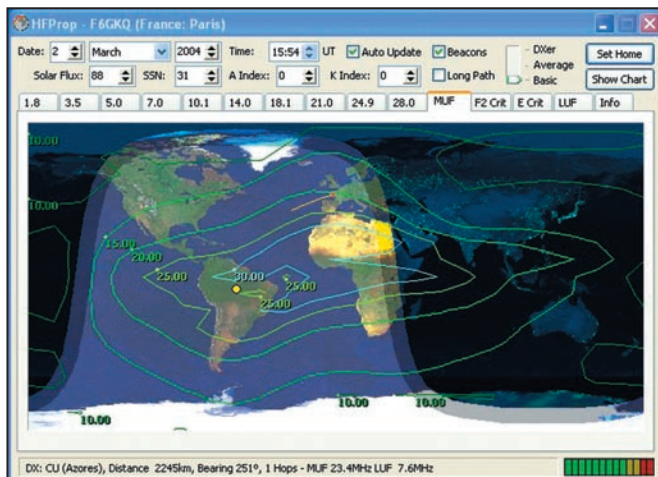 HFProp - F6GKQ (France: Paris)
Date: 2 March 2004 Time: 15:54 UT Auto Update Beacons DXer Average Basic Set Home
Solar Flux: 88 SSN: 31 A Index: 0 K Index: 0 Long Path Show Chart
1.8 3.5 5.0 7.0 10.1 14.0 18.1 21.0 24.9 28.0 MUF F2 Crit E Crit LUF Info
10.00
10.00
15.00
20.00
25.00 30.00 25.00
25.00
10.00 10.00
10.00
DX: CU (Azores), Distance 2245km, Bearing 251º, 1 Hops - MUF 23.4MHz LUF 7.6MHz